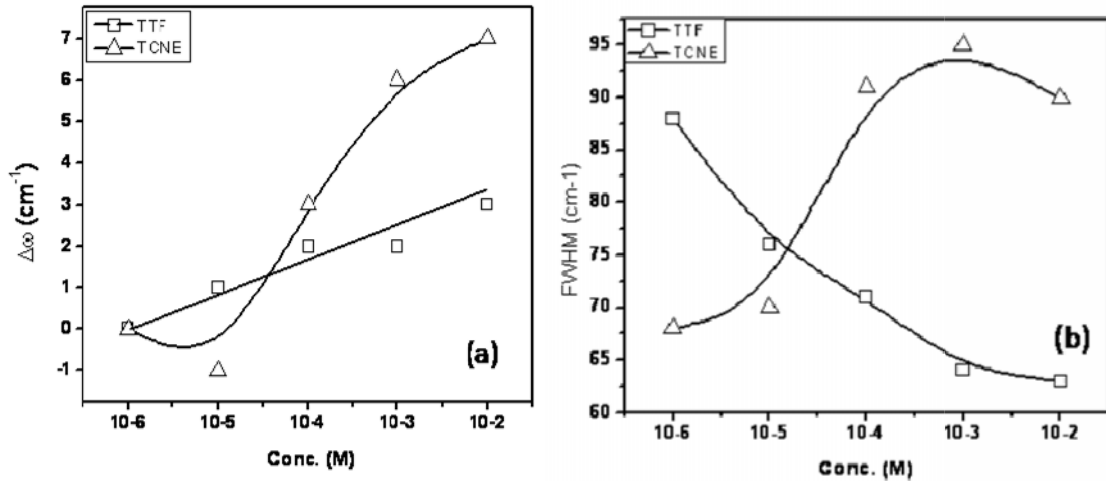 TTF
TCNE
7
6
5
4
3
2
1
0
-1
Δω (cm-1)
(a)
10-6 10-5 10-4 10-3 10-2
Conc. (M)
TTF
TCNE
95
90
85
80
75
70
65
60
FWHM (cm-1)
(b)
10-6 10-5 10-4 10-3 10-2
Conc. (M)